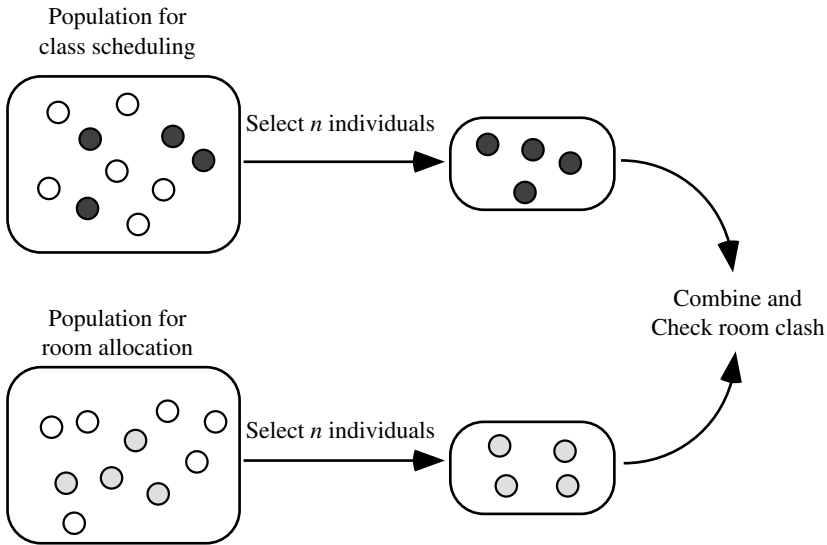 Population for
class scheduling
Select n individuals
Combine and
Check room clash
Population for
room allocation
Select n individuals